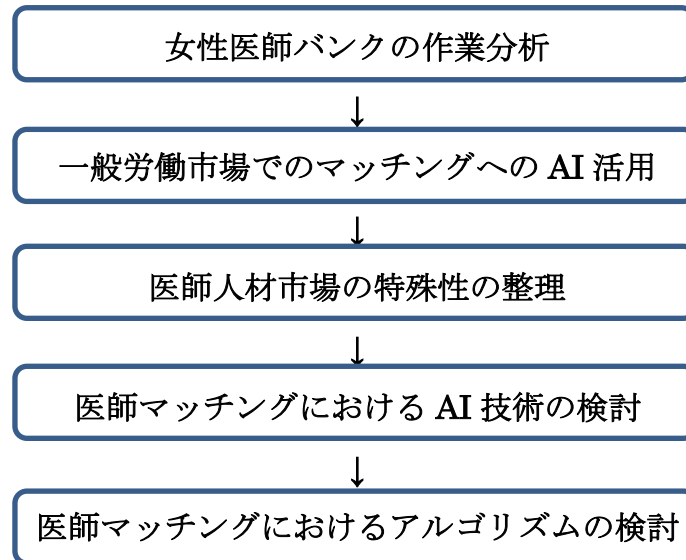 女性医師バンクの作業分析
↓
一般労働市場でのマッチングへの AI 活用
↓
医師人材市場の特殊性の整理
↓
医師マッチングにおける AI 技術の検討
↓
医師マッチングにおけるアルゴリズムの検討